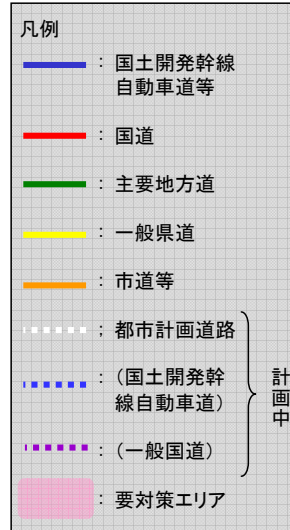 凡例
: 国土開発幹線
自動車道等
: 国道
: 主要地方道
: 一般県道
: 市道等
; 都市計画道路
: (国土開発幹
線自動車道)
: (一般国道)
計画中
: 要対策エリア